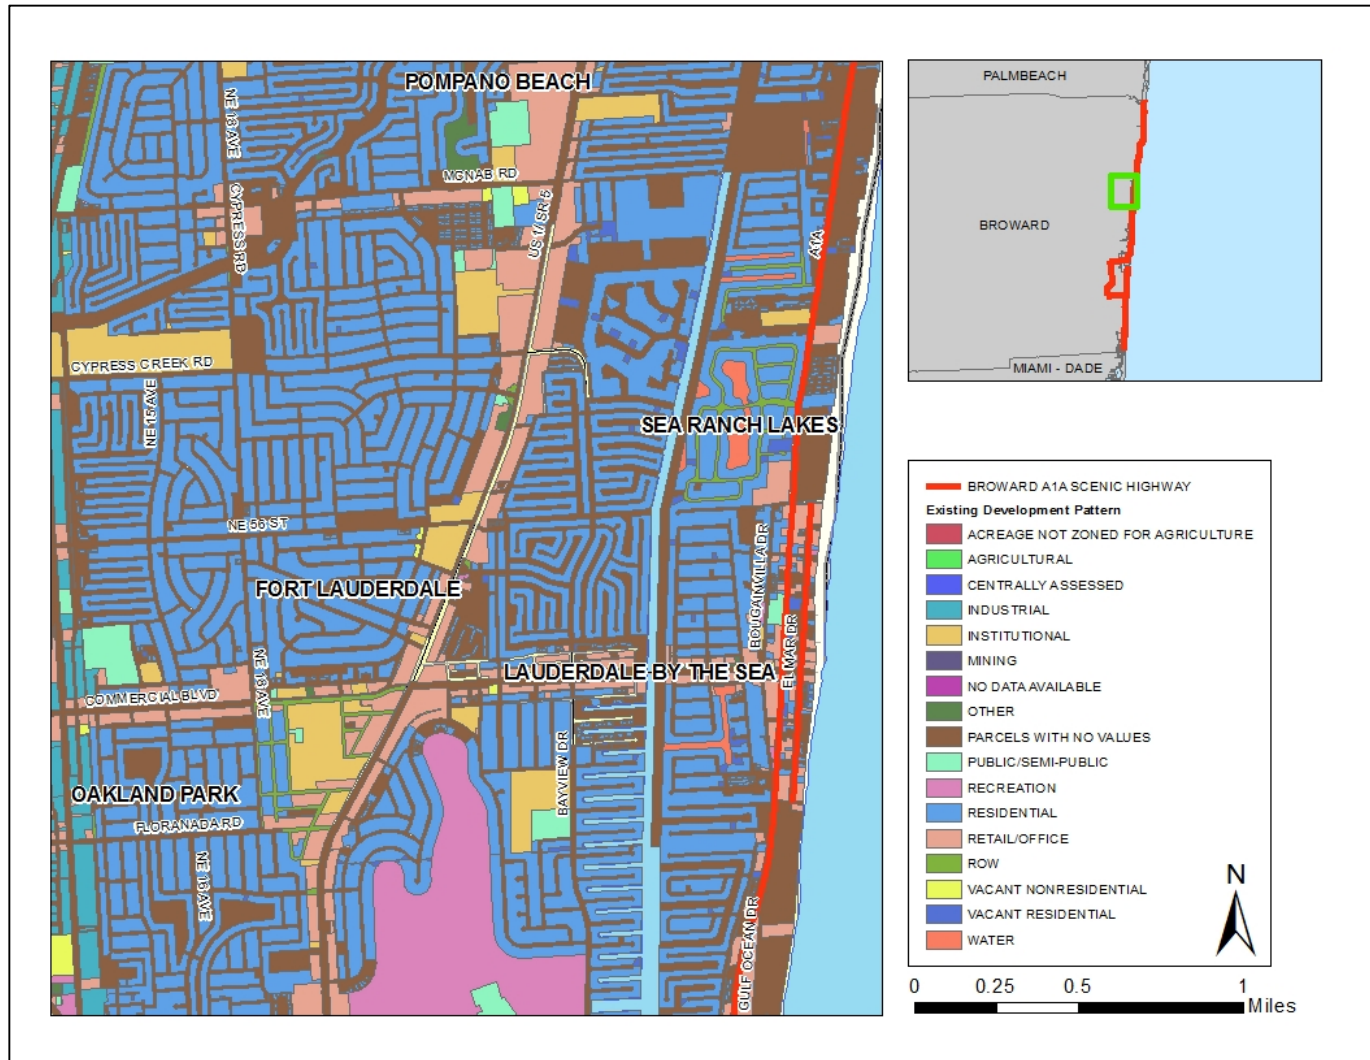 POMPANO BEACH
NE 18 AVE
MCNAB RD
CYPRESS RD
US 1/ SR 5
A1A
CYPRESS CREEK RD
NE 15 AVE
SEA RANCH LAKES
NE 56 ST
BOUGAINVILLA DR
FORT LAUDERDALE
EL MAR DR
NE 18 AVE
LAUDERDALE BY THE SEA
COMMERCIAL BLVD
BAYVIEW DR
OAKLAND PARK
FLORANADA RD
NE 16 AVE
GULF OCEAN DR
PALMBEACH
BROWARD
MIAMI - DADE
BROWARD A1A SCENIC HIGHWAY
Existing Development Pattern
ACREAGE NOT ZONED FOR AGRICULTURE
AGRICULTURAL
CENTRALLY ASSESSED
INDUSTRIAL
INSTITUTIONAL
MINING
NO DATA AVAILABLE
OTHER
PARCELS WITH NO VALUES
PUBLIC/SEMI-PUBLIC
RECREATION
RESIDENTIAL
RETAIL/OFFICE
ROW
VACANT NONRESIDENTIAL
VACANT RESIDENTIAL
WATER
N
0 0.25 0.5 1
Miles